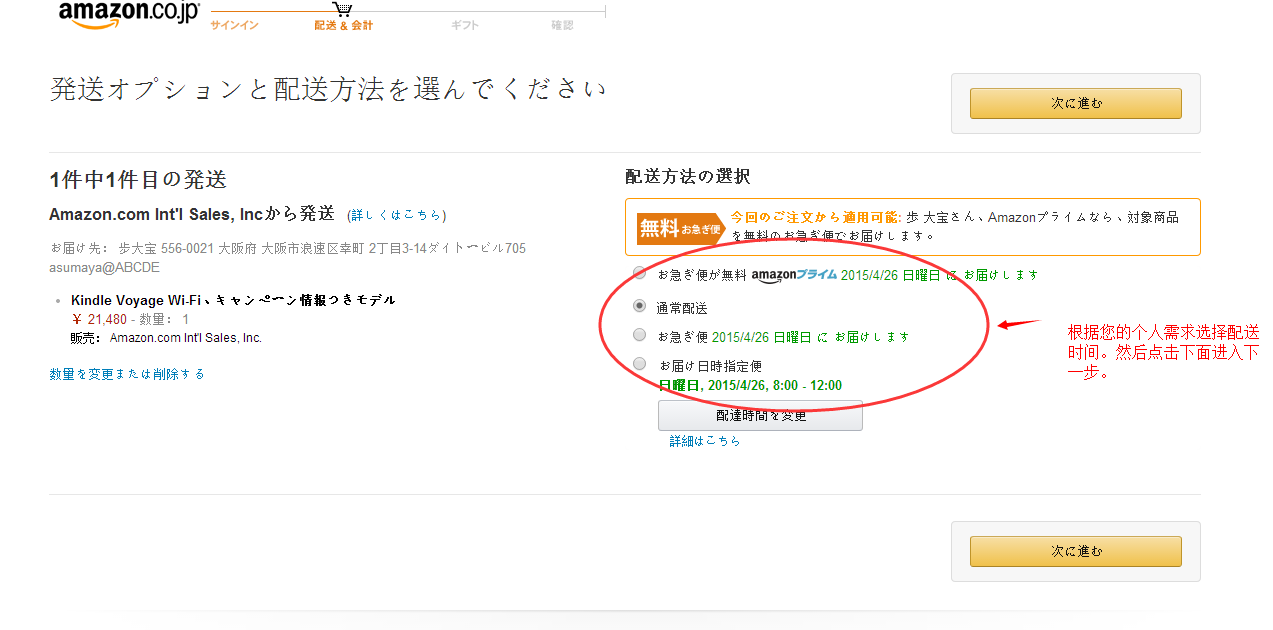 amazon.co.jp
サインイン 配送 & 会計 ギフト 確認
発送オプションと配送方法を選んでください
次に進む
1件中1件目の発送
Amazon.com Int'l Sales, Incから発送 (詳しくはこちら)
お届け先： 歩大宝 556-0021 大阪府 大阪市浪速区幸町 2丁目3-14ダイトービル705
asumaya@ABCDE
• Kindle Voyage Wi-Fi、キャンペーン情報つきモデル
￥ 21,480 - 数量： 1
販売： Amazon.com Int'l Sales, Inc.
数量を変更または削除する
配送方法の選択
無料 お急ぎ便 今回のご注文から適用可能: 歩 大宝さん、Amazonプライムなら、対象商品
を無料のお急ぎ便でお届けします。
お急ぎ便が無料 amazonプライム 2015/4/26 日曜日 に お届けします
通常配送
お急ぎ便 2015/4/26 日曜日 に お届けします
お届け日時指定便
日曜日, 2015/4/26, 8:00 - 12:00
配達時間を変更
詳細はこちら
根据您的个人需求选择配送
时间。然后点击下面进入下
一步。
次に進む